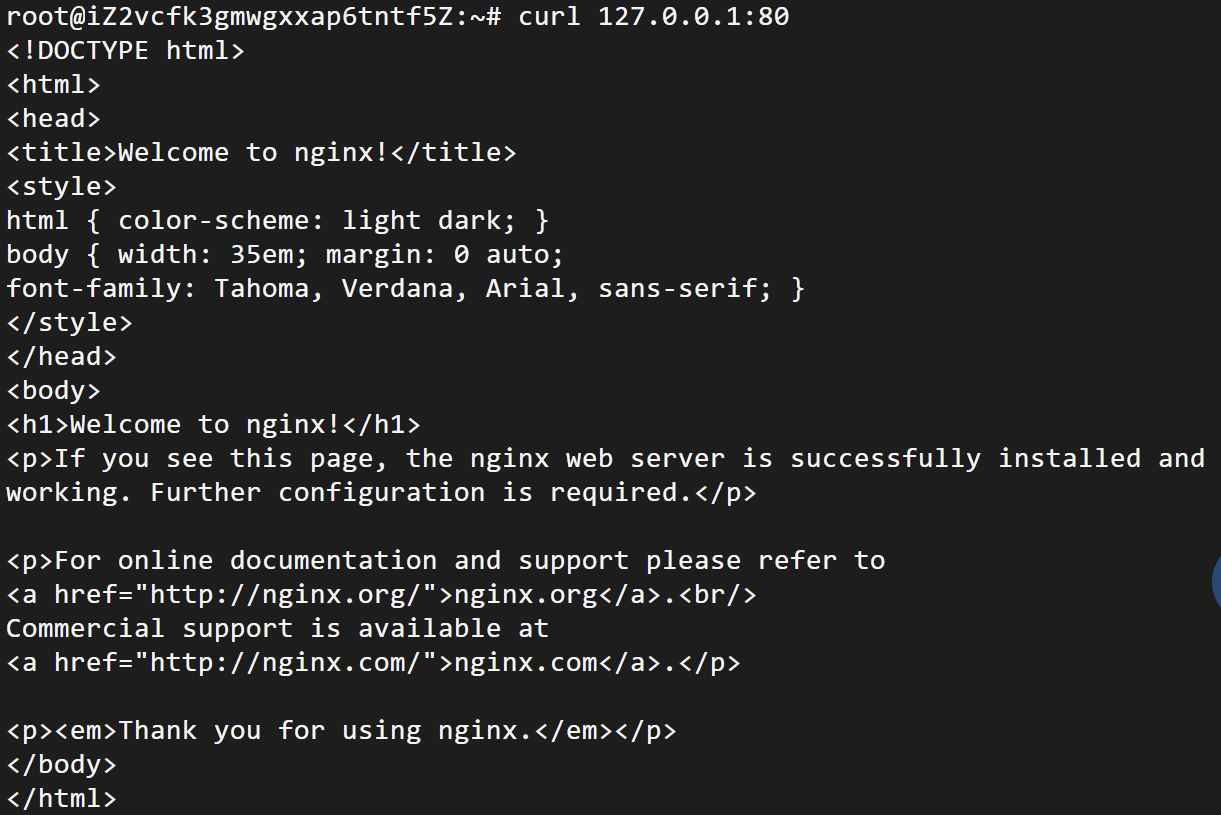 root@iZ2vcfk3gmwgxxap6tntf5Z:~# curl 127.0.0.1:80
<!DOCTYPE html>
<html>
<head>
<title>Welcome to nginx!</title>
<style>
html { color-scheme: light dark; }
body { width: 35em; margin: 0 auto;
font-family: Tahoma, Verdana, Arial, sans-serif; }
</style>
</head>
<body>
<h1>Welcome to nginx!</h1>
<p>If you see this page, the nginx web server is successfully installed and
working. Further configuration is required.</p>

<p>For online documentation and support please refer to
<a href="http://nginx.org/">nginx.org</a>.<br/>
Commercial support is available at
<a href="http://nginx.com/">nginx.com</a>.</p>

<p><em>Thank you for using nginx.</em></p>
</body>
</html>